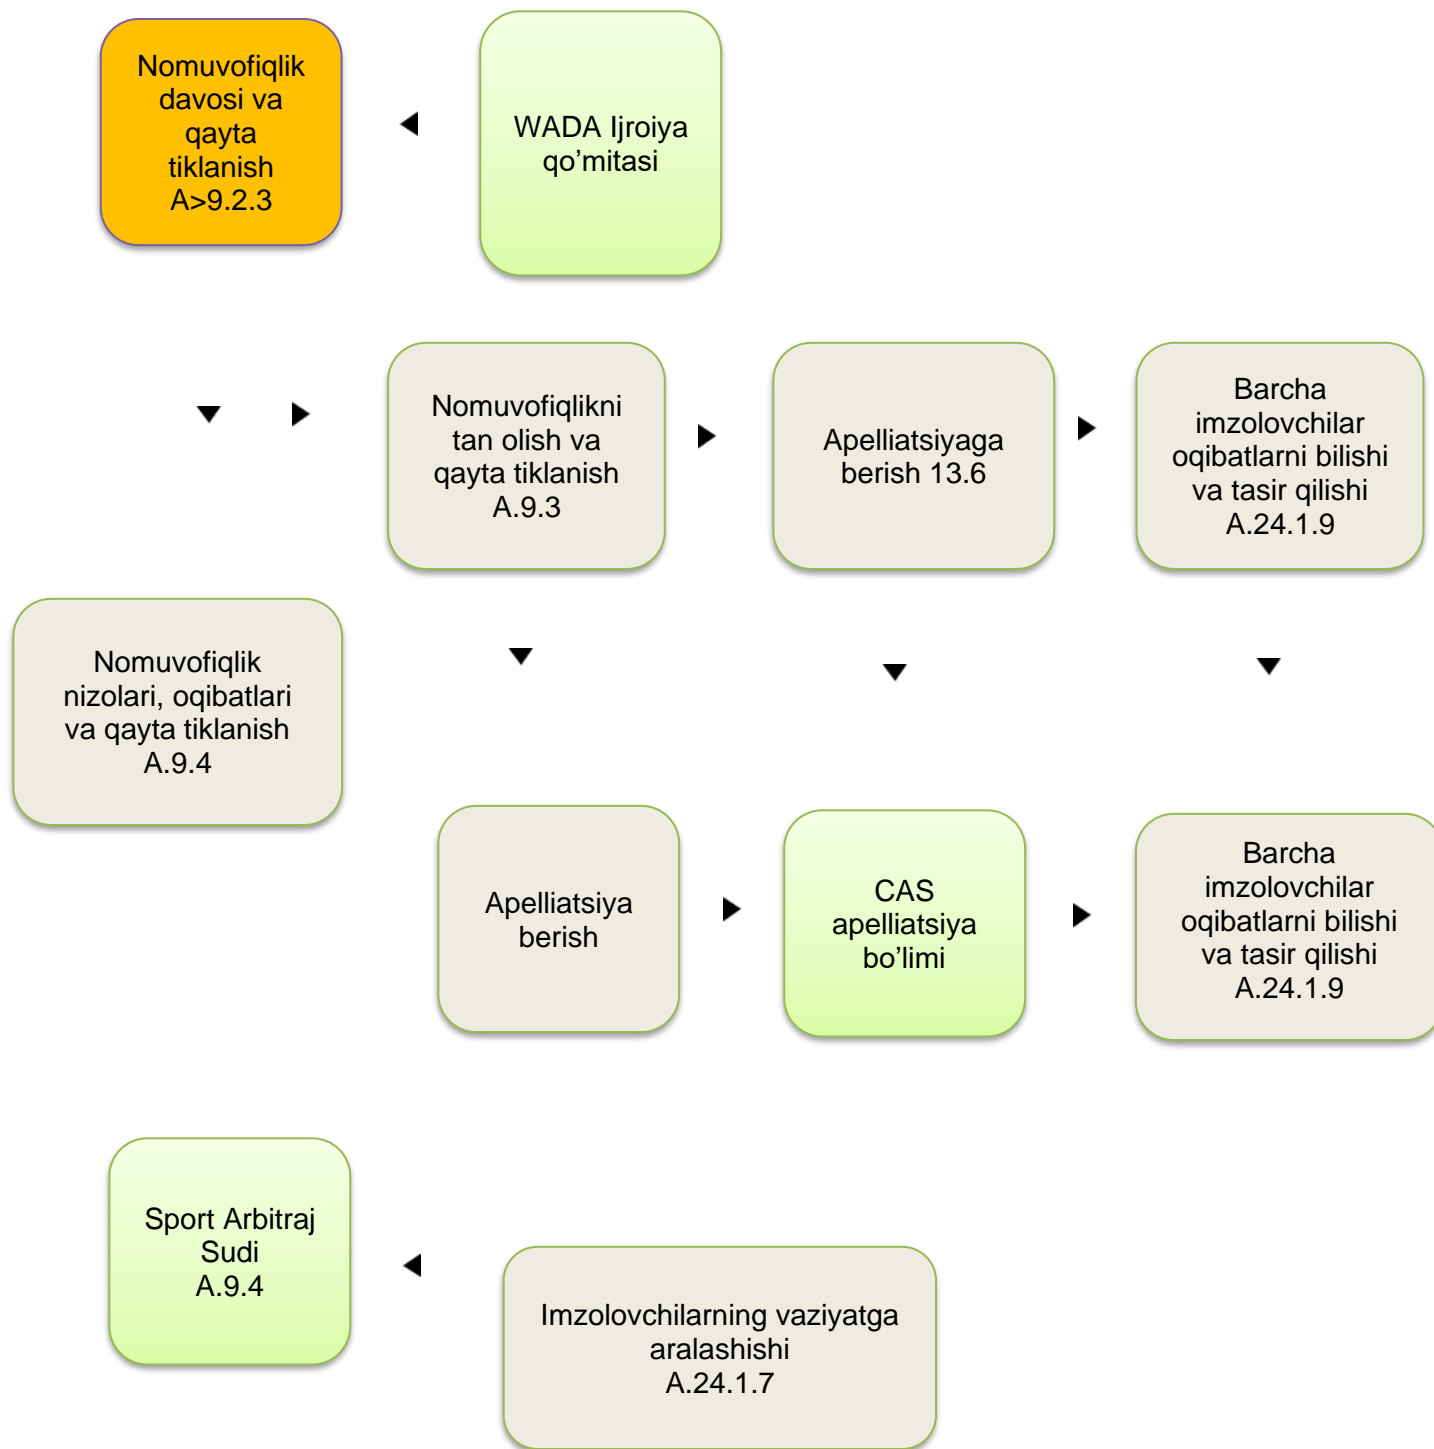 Nomuvofiqlik
davosi va
qayta
tiklanish
A>9.2.3
WADA Ijroiya
qo’mitasi
Nomuvofiqlikni
tan olish va
qayta tiklanish
A.9.3
Apelliatsiyaga
berish 13.6
Barcha
imzolovchilar
oqibatlarni bilishi
va tasir qilishi
A.24.1.9
Nomuvofiqlik
nizolari, oqibatlari
va qayta tiklanish
A.9.4
Apelliatsiya
berish
CAS
apelliatsiya
bo’limi
Barcha
imzolovchilar
oqibatlarni bilishi
va tasir qilishi
A.24.1.9
Sport Arbitraj
Sudi
A.9.4
Imzolovchilarning vaziyatga
aralashishi
A.24.1.7